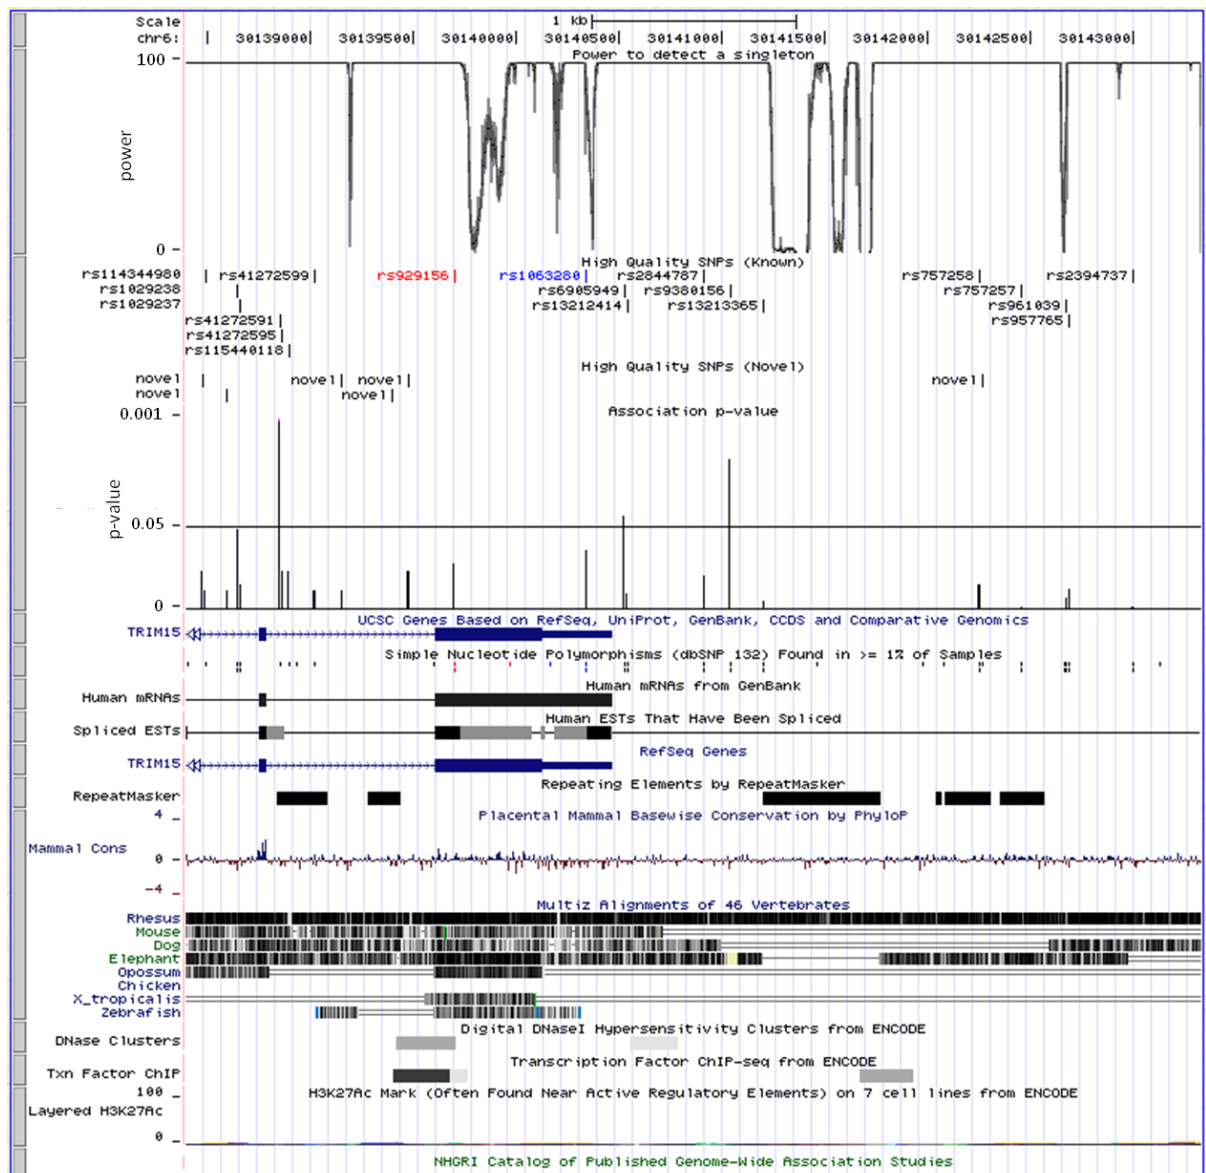 Scale 1 kb
chr6: | 30139000| 30139500| 30140000| 30140500| 30141000| 30141500| 30142000| 30142500| 30143000|
Power to detect a singleton
100
power
0
High Quality SNPs (Known)
rs114344980 rs41272599 rs929156 rs1063280 rs2844787 rs757258 rs2394737
rs1029238 rs6905949 rs9380156 rs757257
rs1029237 rs13212414 rs13213365 rs961039
rs41272591 rs957765
rs41272595
rs115440118
High Quality SNPs (Novel)
novel novel novel novel
novel novel
0.001 Association p-value
p-value
0.05
0
UCSC Genes Based on RefSeq, UniProt, GenBank, CCDS and Comparative Genomics
TRIM15
Simple Nucleotide Polymorphisms (dbSNP 132) Found in >= 1% of Samples
Human mRNAs from GenBank
Human mRNAs
Human ESTs That Have Been Spliced
Spliced ESTs
RefSeq Genes
TRIM15
Repeating Elements by RepeatMasker
RepeatMasker
Placental Mammal Basewise Conservation by PhyloP
4
Mammal Cons
0
-4
Multiz Alignments of 46 Vertebrates
Rhesus
Mouse
Dog
Elephant
Opossum
Chicken
X_tropicalis
Zebrafish
Digital DNaseI Hypersensitivity Clusters from ENCODE
DNase Clusters
Transcription Factor ChIP-seq from ENCODE
Txn Factor ChIP
H3K27Ac Mark (Often Found Near Active Regulatory Elements) on 7 cell lines from ENCODE
100
Layered H3K27Ac
0
NHGRI Catalog of Published Genome-Wide Association Studies